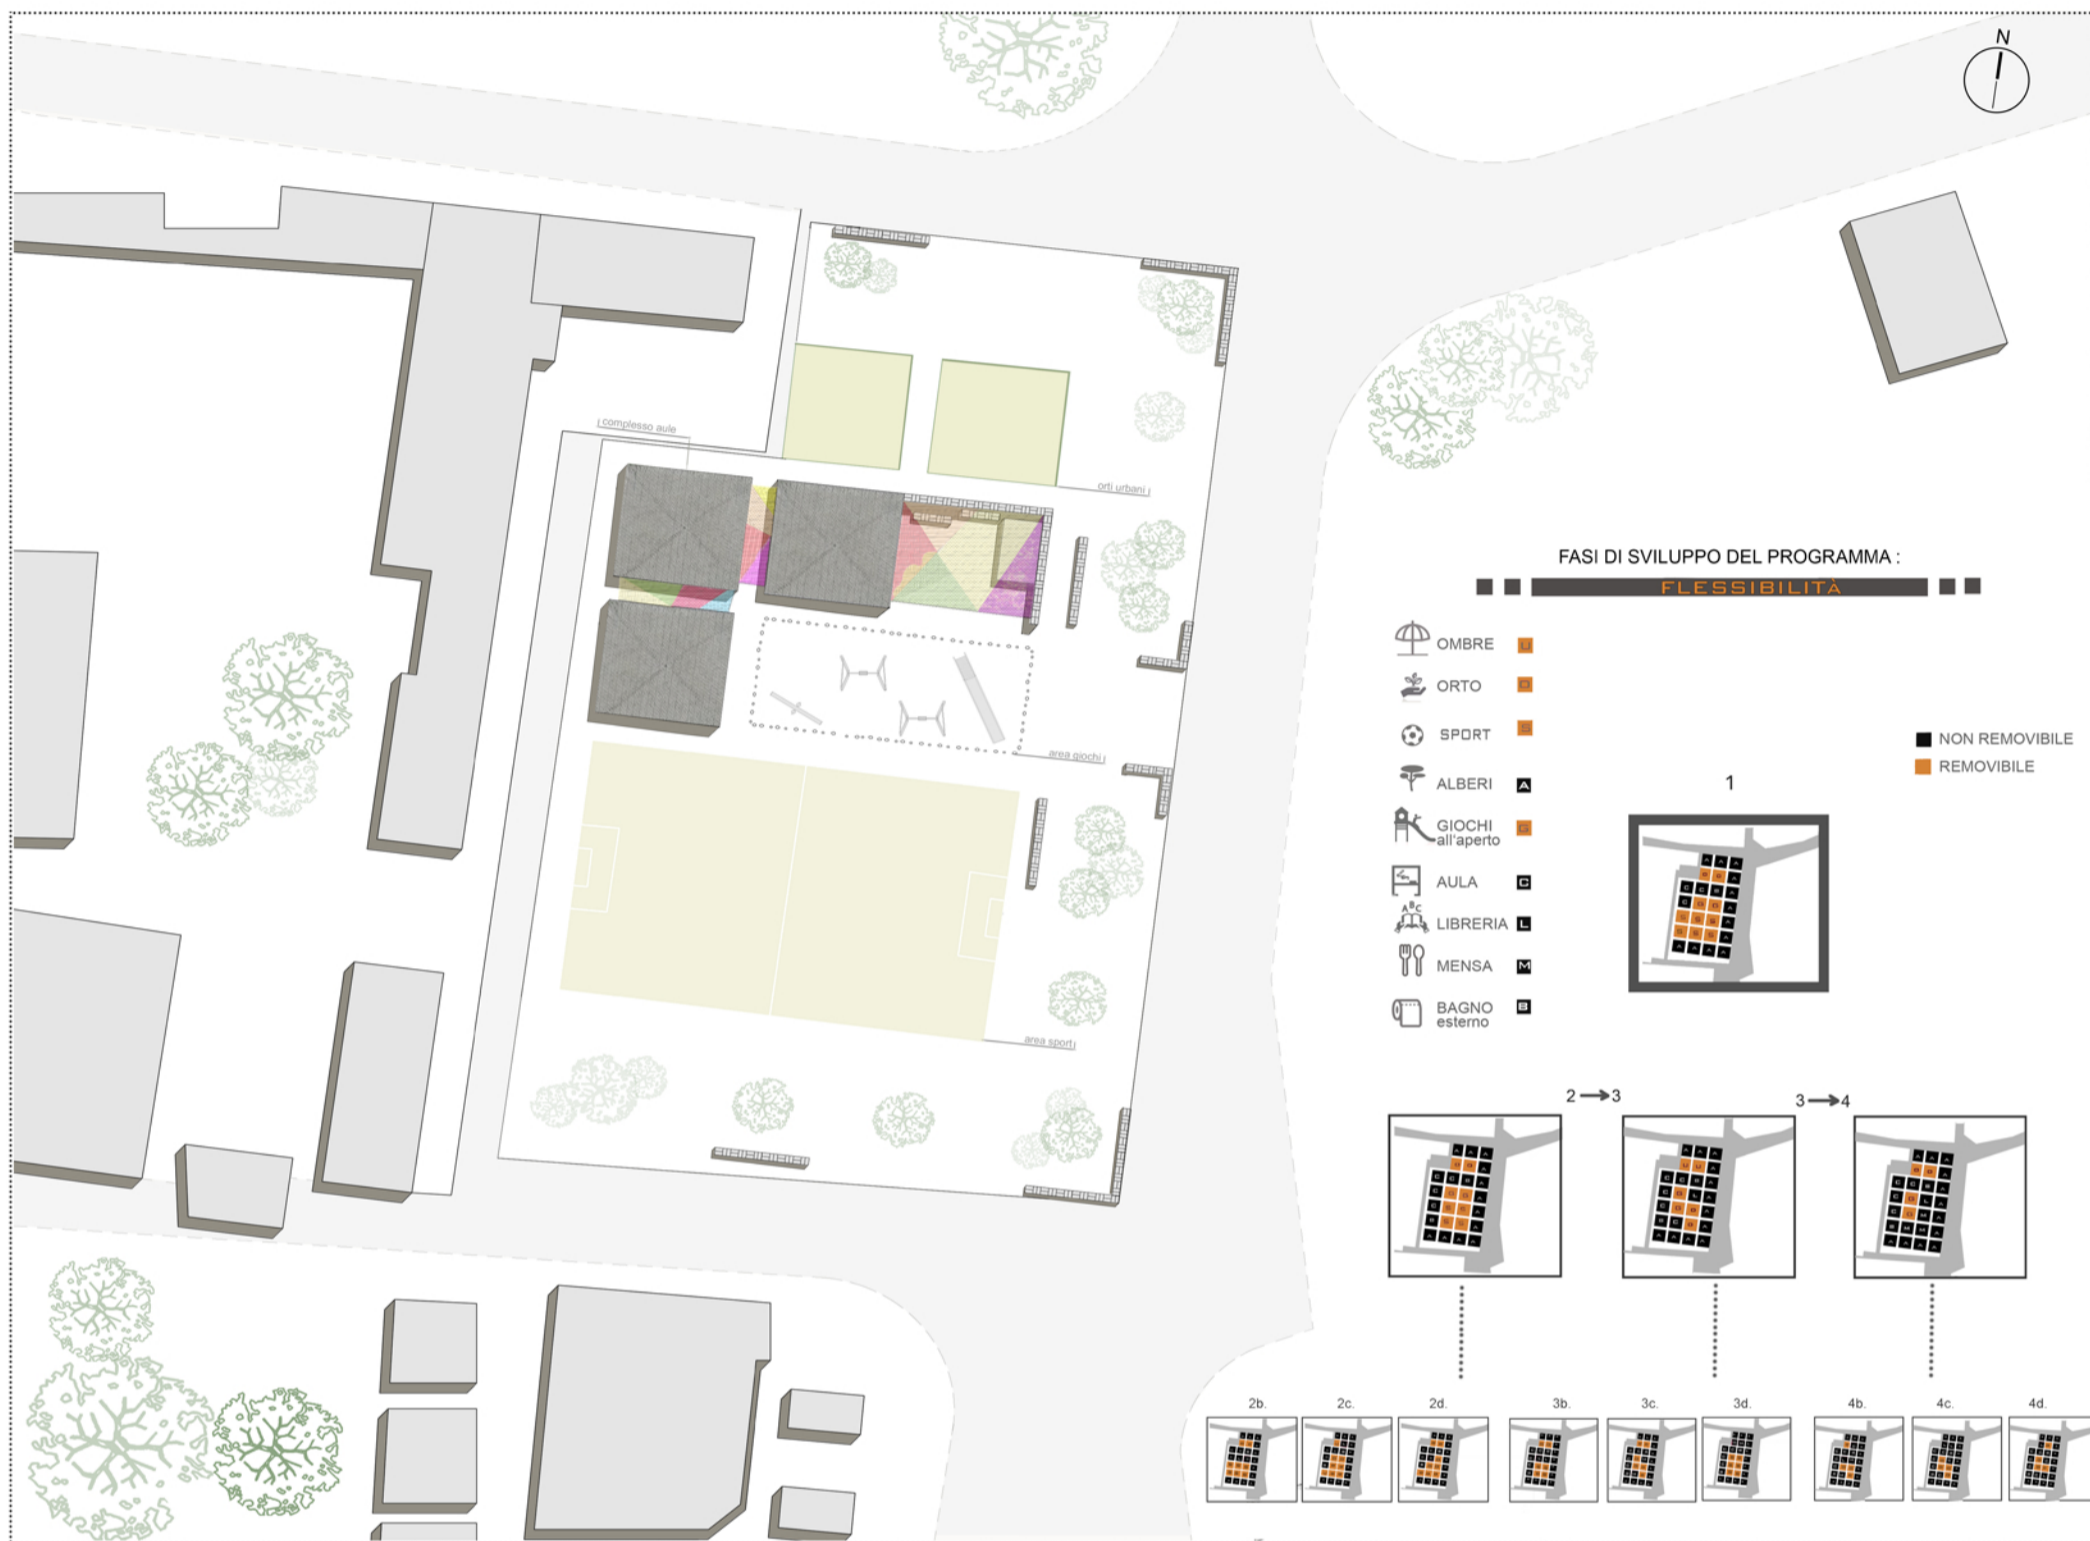 N
complesso aule
orti urbani
area giochi
area sport
FASI DI SVILUPPO DEL PROGRAMMA :
FLESSIBILITÀ
OMBRE U
ORTO O
SPORT S
ALBERI A
GIOCHI G
all'aperto
AULA C
ABC
LIBRERIA L
MENSA M
BAGNO B
esterno
NON REMOVIBILE
REMOVIBILE
1
2 → 3
3 → 4
2b. 2c. 2d. 3b. 3c. 3d. 4b. 4c. 4d.